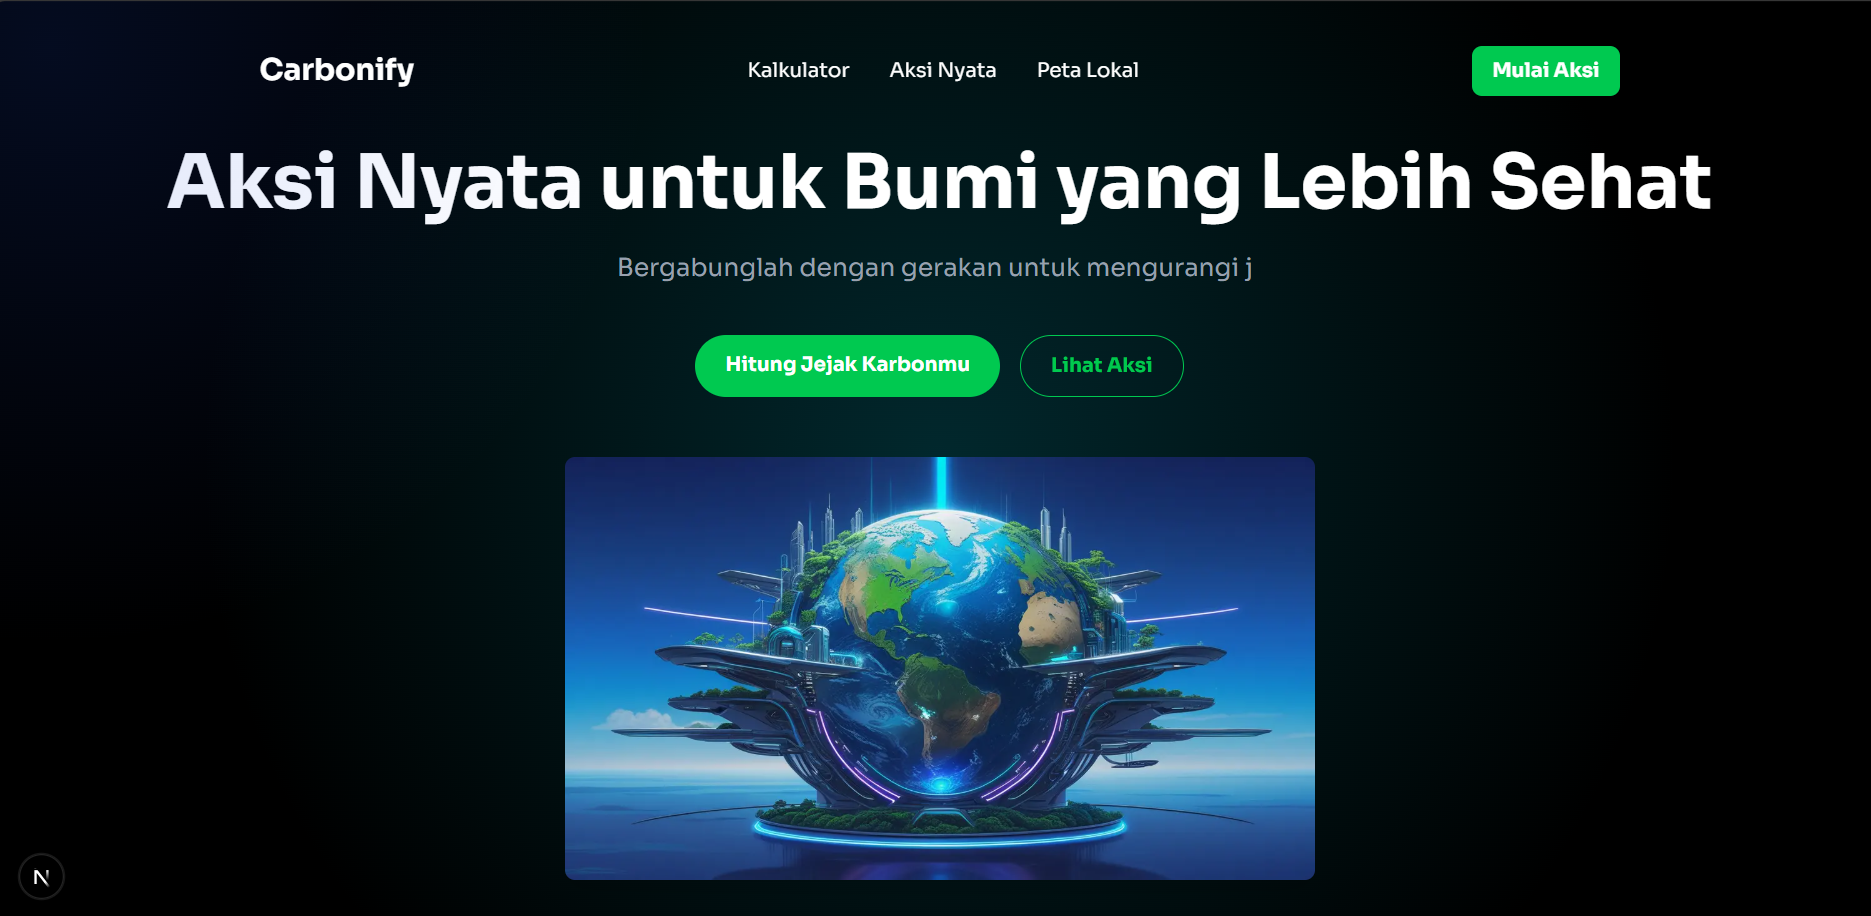 Carbonify
Kalkulator Aksi Nyata Peta Lokal
Mulai Aksi
Aksi Nyata untuk Bumi yang Lebih Sehat
Bergabunglah dengan gerakan untuk mengurangi j
Hitung Jejak Karbonmu
Lihat Aksi
N